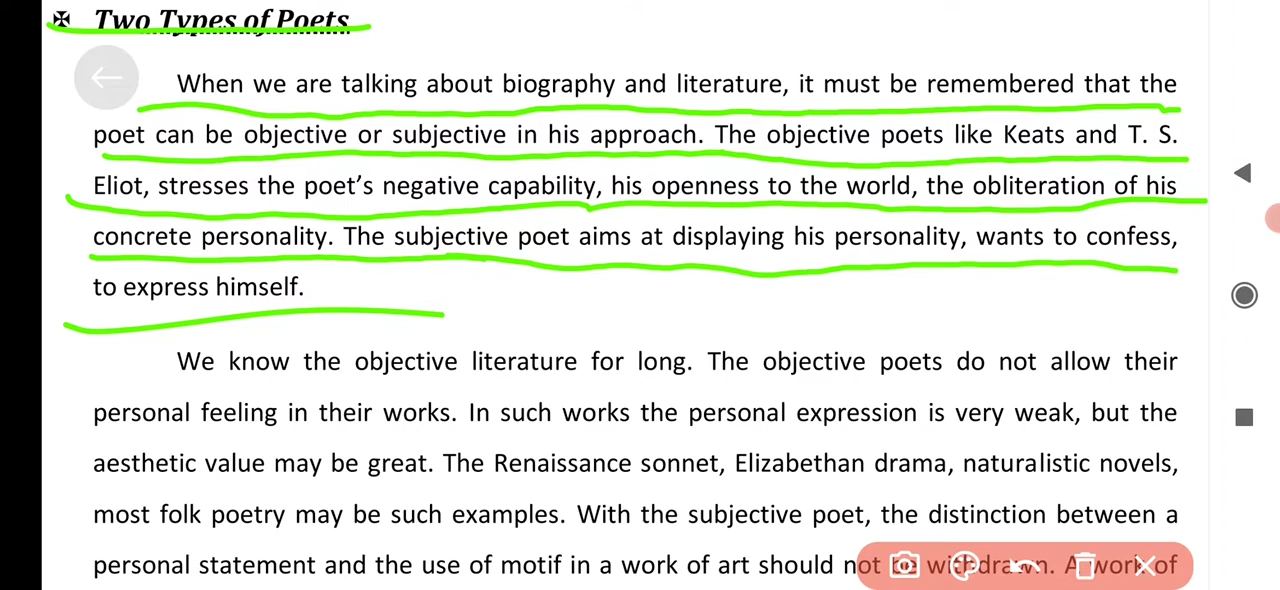 ✠ Two Types of Poets
When we are talking about biography and literature, it must be remembered that the
poet can be objective or subjective in his approach. The objective poets like Keats and T. S.
Eliot, stresses the poet's negative capability, his openness to the world, the obliteration of his
concrete personality. The subjective poet aims at displaying his personality, wants to confess,
to express himself.
We know the objective literature for long. The objective poets do not allow their
personal feeling in their works. In such works the personal expression is very weak, but the
aesthetic value may be great. The Renaissance sonnet, Elizabethan drama, naturalistic novels,
most folk poetry may be such examples. With the subjective poet, the distinction between a
personal statement and the use of motif in a work of art should not be withdrawn. A work of